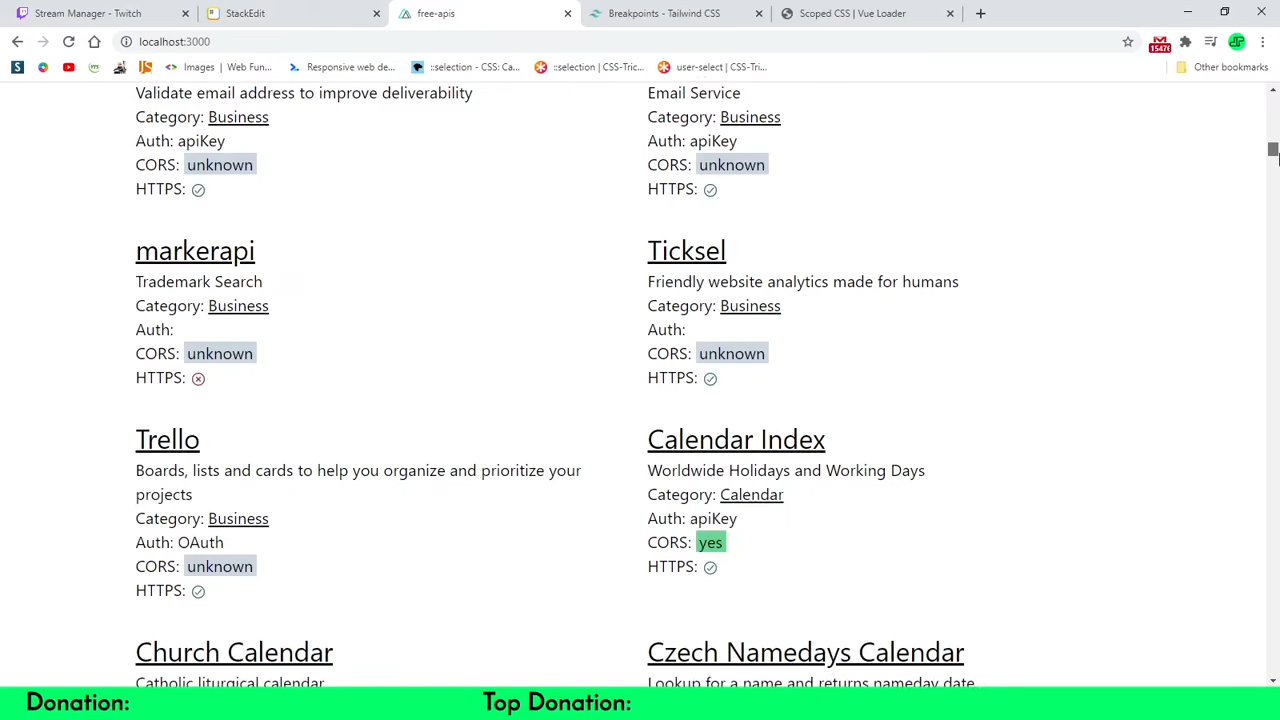 Stream Manager - Twitch
StackEdit
free-apis
Breakpoints - Tailwind CSS
Scoped CSS | Vue Loader
localhost:3000
15476
Images | Web Fun...
Responsive web de...
::selection - CSS: Ca...
::selection | CSS-Tric...
user-select | CSS-Tri...
Other bookmarks
Validate email address to improve deliverability
Category: Business
Auth: apiKey
CORS: unknown
HTTPS:
Email Service
Category: Business
Auth: apiKey
CORS: unknown
HTTPS:
markerapi
Trademark Search
Category: Business
Auth:
CORS: unknown
HTTPS:
Ticksel
Friendly website analytics made for humans
Category: Business
Auth:
CORS: unknown
HTTPS:
Trello
Boards, lists and cards to help you organize and prioritize your
projects
Category: Business
Auth: OAuth
CORS: unknown
HTTPS:
Calendar Index
Worldwide Holidays and Working Days
Category: Calendar
Auth: apiKey
CORS: yes
HTTPS:
Church Calendar
Catholic liturgical calendar
Czech Namedays Calendar
Lookup for a name and returns nameday date
Donation:
Top Donation: